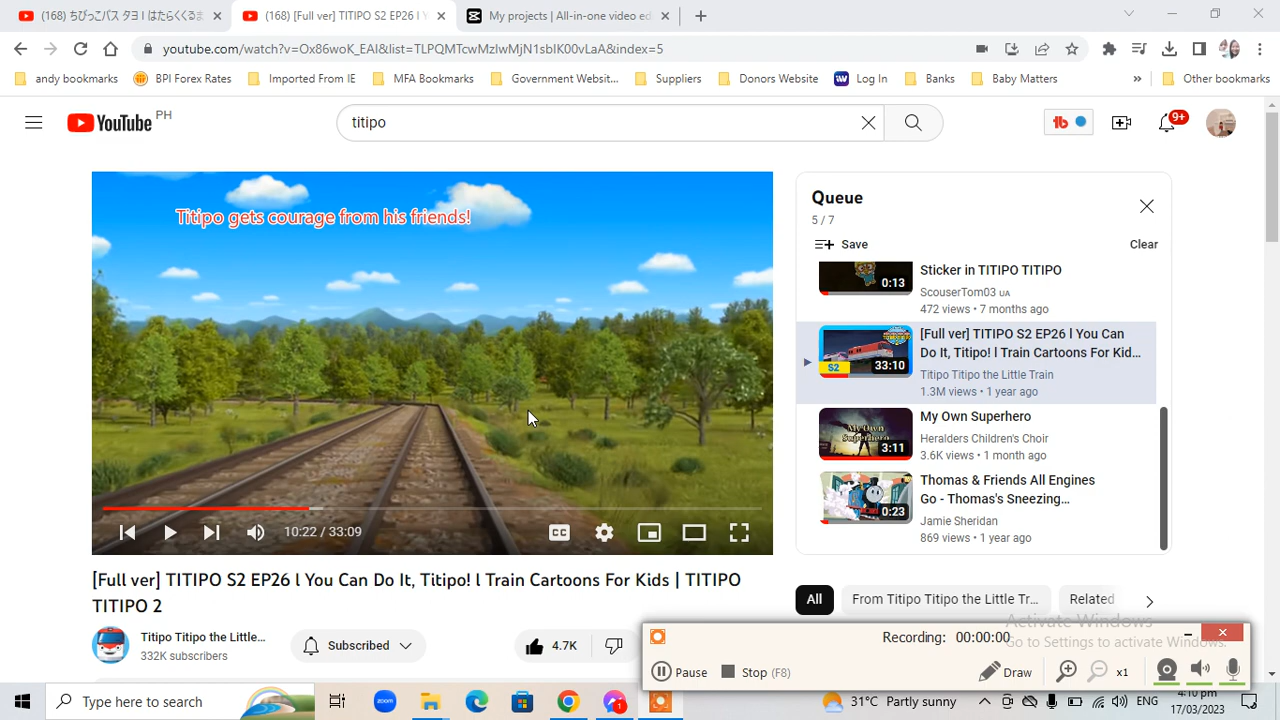 (168) ちびっこバス タヨ l はたらくくるま
(168) [Full ver] TITIPO S2 EP26 l Y
My projects | All-in-one video ed
youtube.com/watch?v=Ox86woK_EAI&list=TLPQMTcwMzIwMjN1sbIK00vLaA&index=5
andy bookmarks
BPI Forex Rates
Imported From IE
MFA Bookmarks
Government Websit...
Suppliers
Donors Website
Log In
Banks
Baby Matters
»
Other bookmarks
YouTube PH
titipo
9+
Titipo gets courage from his friends!
10:22 / 33:09
Queue
5 / 7
Save
Clear
0:13
Sticker in TITIPO TITIPO
ScouserTom03 UA
472 views • 7 months ago
S2
33:10
[Full ver] TITIPO S2 EP26 l You Can
Do It, Titipo! l Train Cartoons For Kid...
Titipo Titipo the Little Train
1.3M views • 1 year ago
My Own
Superhero
3:11
My Own Superhero
Heralders Children's Choir
3.6K views • 1 month ago
0:23
Thomas & Friends All Engines
Go - Thomas's Sneezing...
Jamie Sheridan
869 views • 1 year ago
[Full ver] TITIPO S2 EP26 l You Can Do It, Titipo! l Train Cartoons For Kids | TITIPO
TITIPO 2
Titipo Titipo the Little...
332K subscribers
Subscribed
4.7K
All
From Titipo Titipo the Little Tr...
Related
Activate Windows
Go to Settings to activate Windows.
Recording: 00:00:00
Pause
Stop (F8)
Draw
x1
Type here to search
zoom
1
31°C Partly sunny
ENG
4:10 pm
17/03/2023